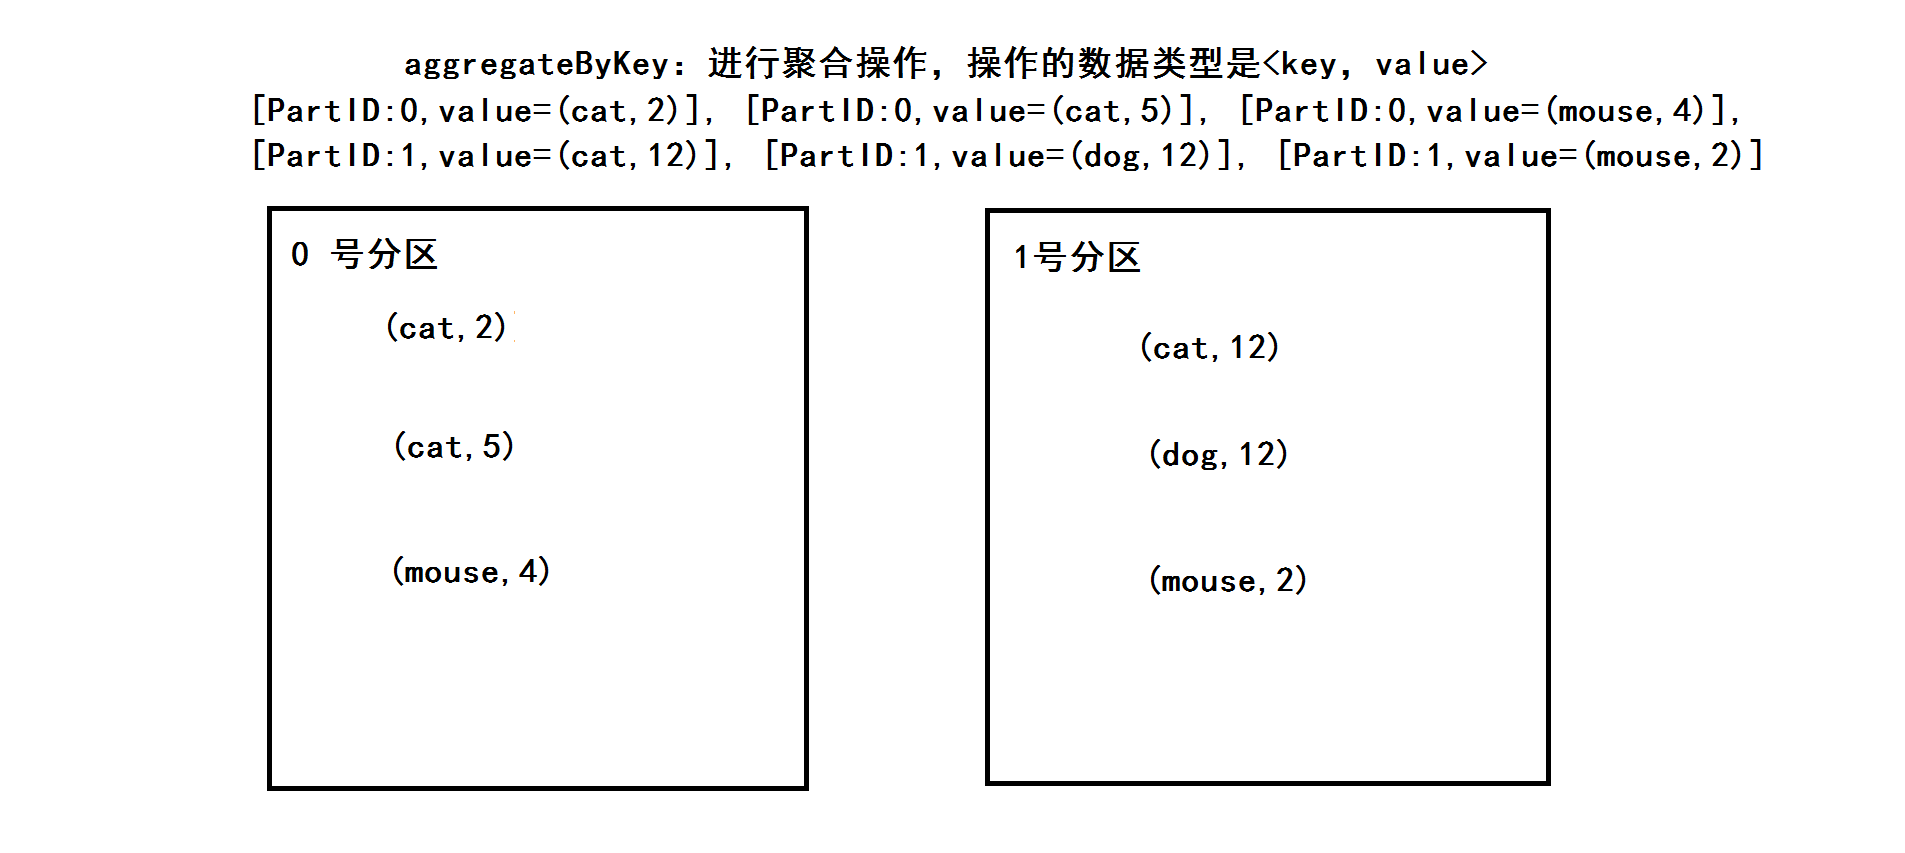 aggregateByKey：进行聚合操作，操作的数据类型是<key，value>
[PartID:0,value=(cat,2)], [PartID:0,value=(cat,5)], [PartID:0,value=(mouse,4)],
[PartID:1,value=(cat,12)], [PartID:1,value=(dog,12)], [PartID:1,value=(mouse,2)]
0 号分区
(cat,2)
(cat,5)
(mouse,4)
1号分区
(cat,12)
(dog,12)
(mouse,2)